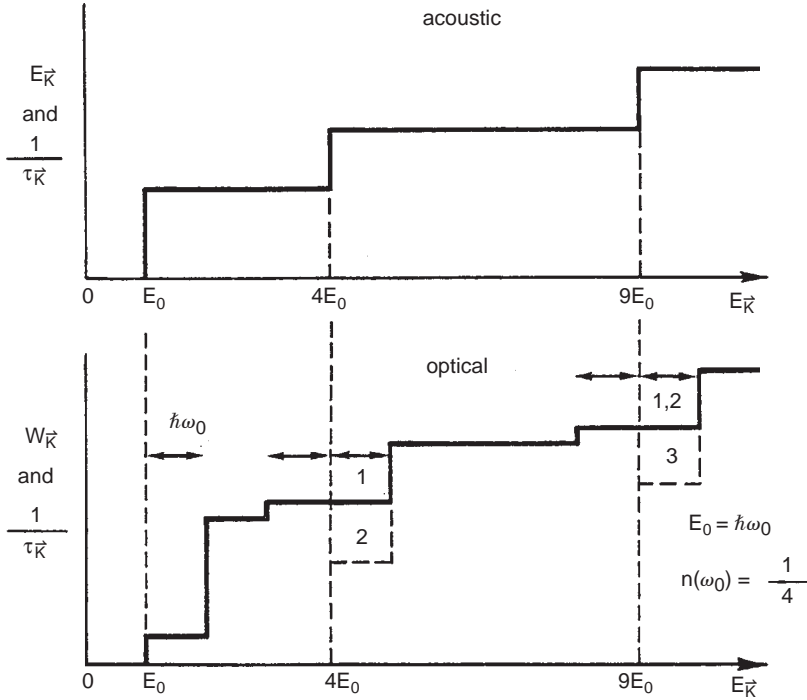 acoustic
E_K⃗
and
1
τ_K⃗
0 E₀ 4E₀ 9E₀ E_K⃗
optical
ℏω₀
1,2
W_K⃗
and
1
τ_K⃗
1
3
2
E₀ = ℏω₀
n(ω₀) = 1/4
0 E₀ 4E₀ 9E₀ E_K⃗